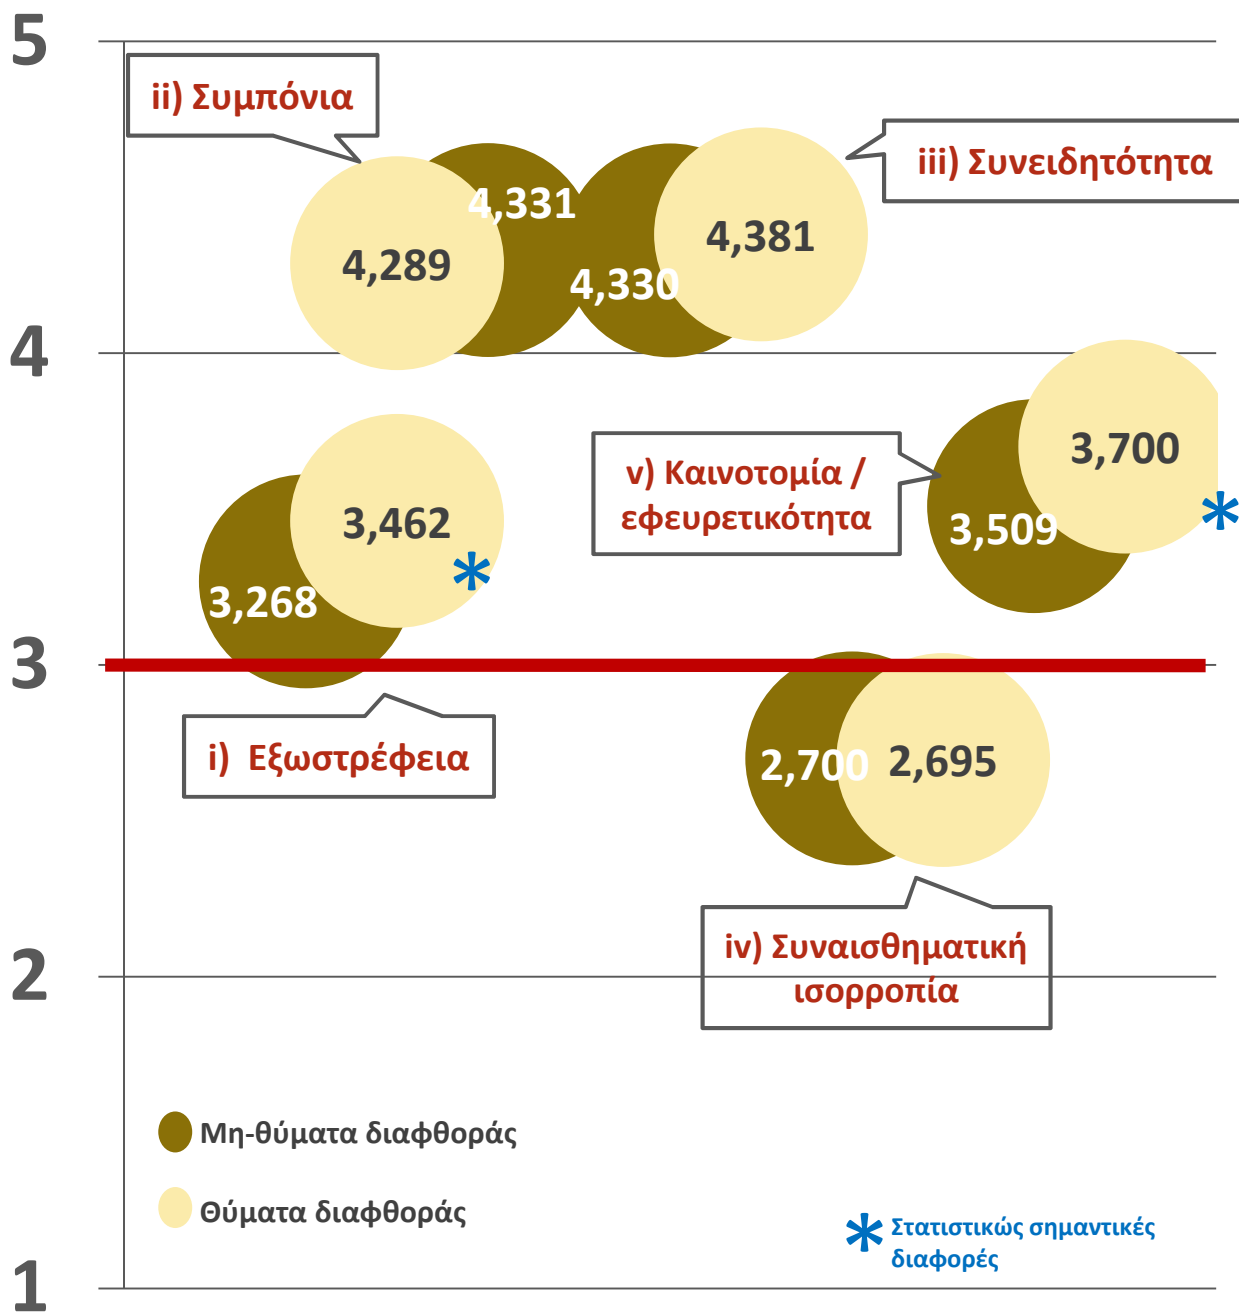 5
ii) Συμπόνια
iii) Συνειδητότητα
4,331
4,381
4,289
4,330
4
v) Καινοτομία /
εφευρετικότητα
3,700
3,462
3,509
*
*
3,268
3
i) Εξωστρέφεια
2,700
2,695
iv) Συναισθηματική
ισορροπία
2
Μη-θύματα διαφθοράς
Θύματα διαφθοράς
* Στατιστικώς σημαντικές
διαφορές
1